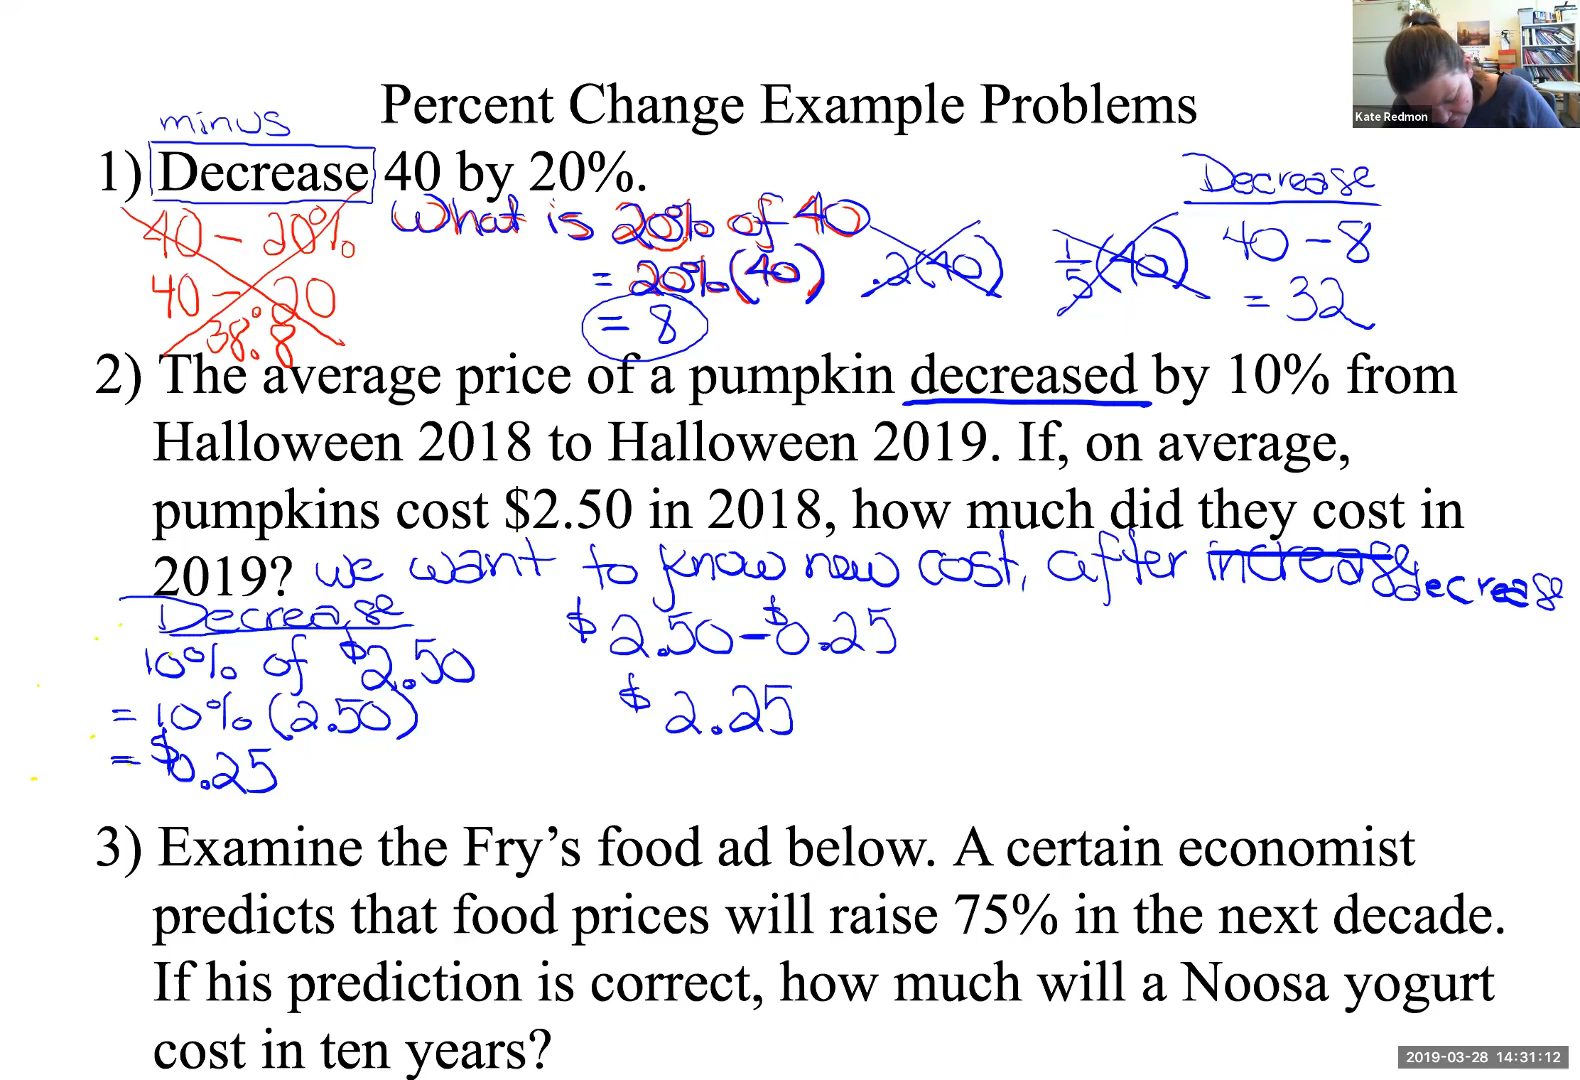 Kate Redmon
Percent Change Example Problems
minus
1) Decrease 40 by 20%.
40 - 20%
40 - .20
38.8
What is 20% of 40
= 20%(40)
= 8
.2(40)
1/5(40)
Decrease
40 - 8
= 32
2) The average price of a pumpkin decreased by 10% from
Halloween 2018 to Halloween 2019. If, on average,
pumpkins cost $2.50 in 2018, how much did they cost in
2019? we want to know new cost, after increase decrease
Decrease
10% of $2.50
= 10% (2.50)
= $0.25
$2.50-$0.25
$2.25
3) Examine the Fry’s food ad below. A certain economist
predicts that food prices will raise 75% in the next decade.
If his prediction is correct, how much will a Noosa yogurt
cost in ten years?
2019-03-28 14:31:12